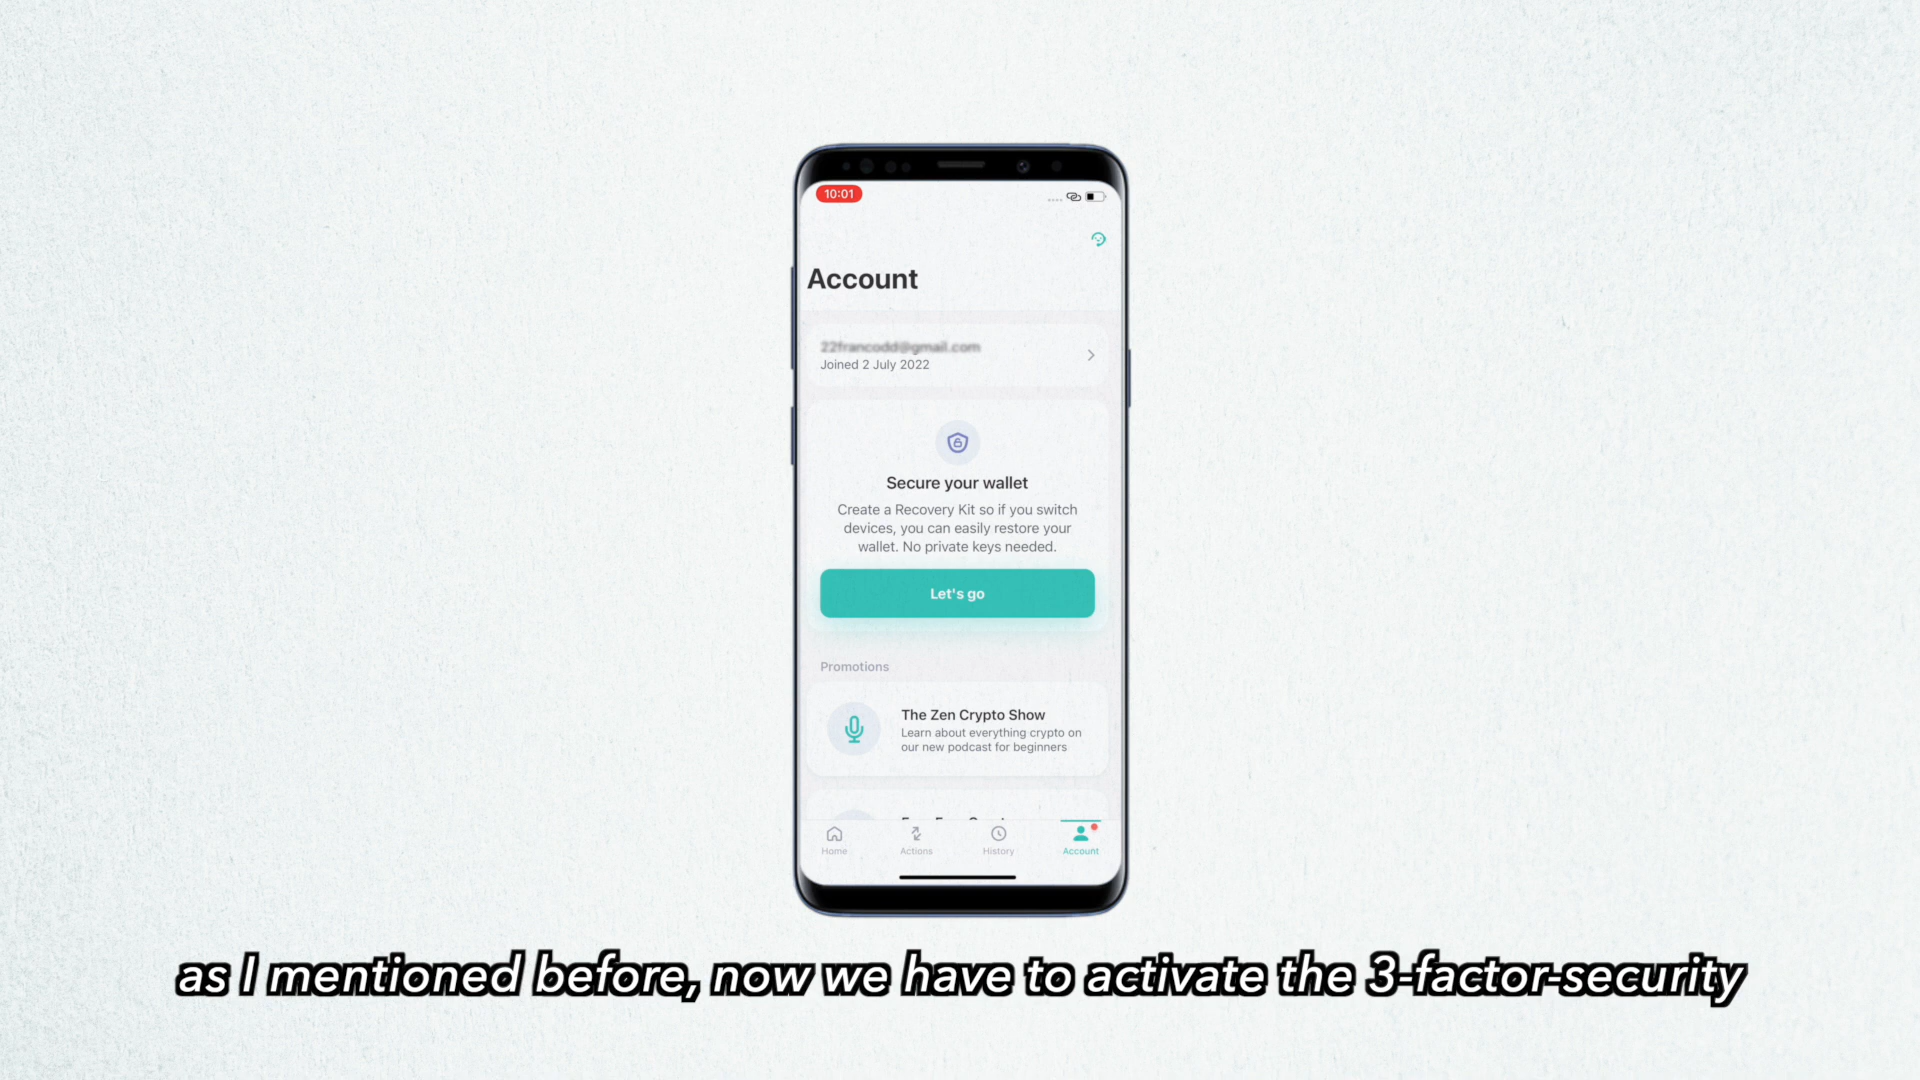 10:01
Account
Joined 2 July 2022
Secure your wallet
Create a Recovery Kit so if you switch
devices, you can easily restore your
wallet. No private keys needed.
Let's go
Promotions
The Zen Crypto Show
Learn about everything crypto on
our new podcast for beginners
Home
Actions
History
Account
as I mentioned before, now we have to activate the 3-factor-security